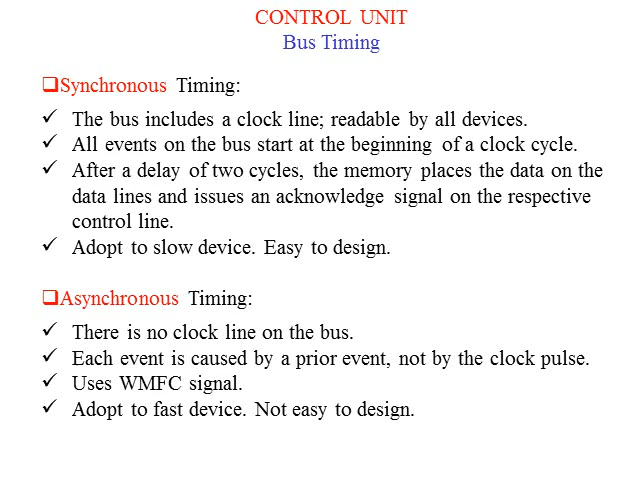 CONTROL UNIT
Bus Timing
❑Synchronous Timing:
✓ The bus includes a clock line; readable by all devices.
✓ All events on the bus start at the beginning of a clock cycle.
✓ After a delay of two cycles, the memory places the data on the
data lines and issues an acknowledge signal on the respective
control line.
✓ Adopt to slow device. Easy to design.
❑Asynchronous Timing:
✓ There is no clock line on the bus.
✓ Each event is caused by a prior event, not by the clock pulse.
✓ Uses WMFC signal.
✓ Adopt to fast device. Not easy to design.